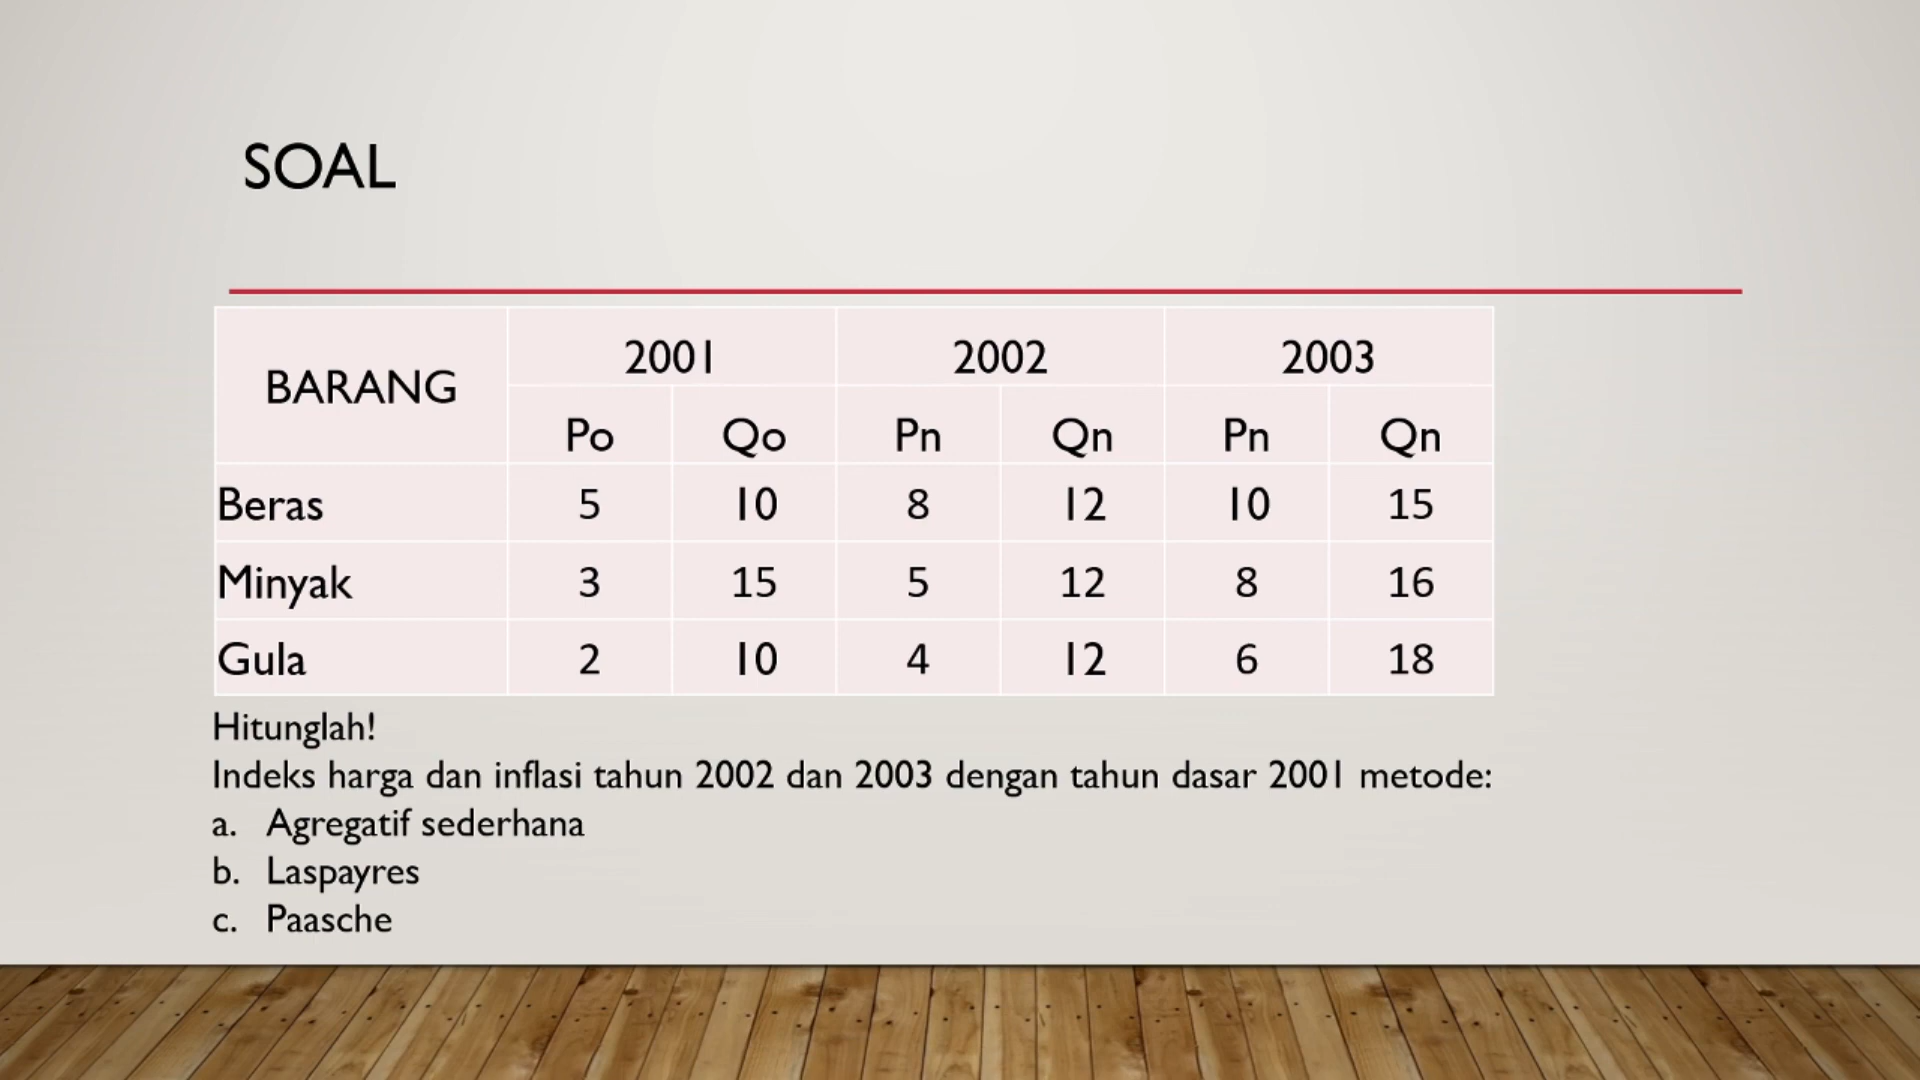 SOAL
BARANG 2001 2002 2003
Po Qo Pn Qn Pn Qn
Beras 5 10 8 12 10 15
Minyak 3 15 5 12 8 16
Gula 2 10 4 12 6 18
Hitunglah!
Indeks harga dan inflasi tahun 2002 dan 2003 dengan tahun dasar 2001 metode:
a. Agregatif sederhana
b. Laspayres
c. Paasche